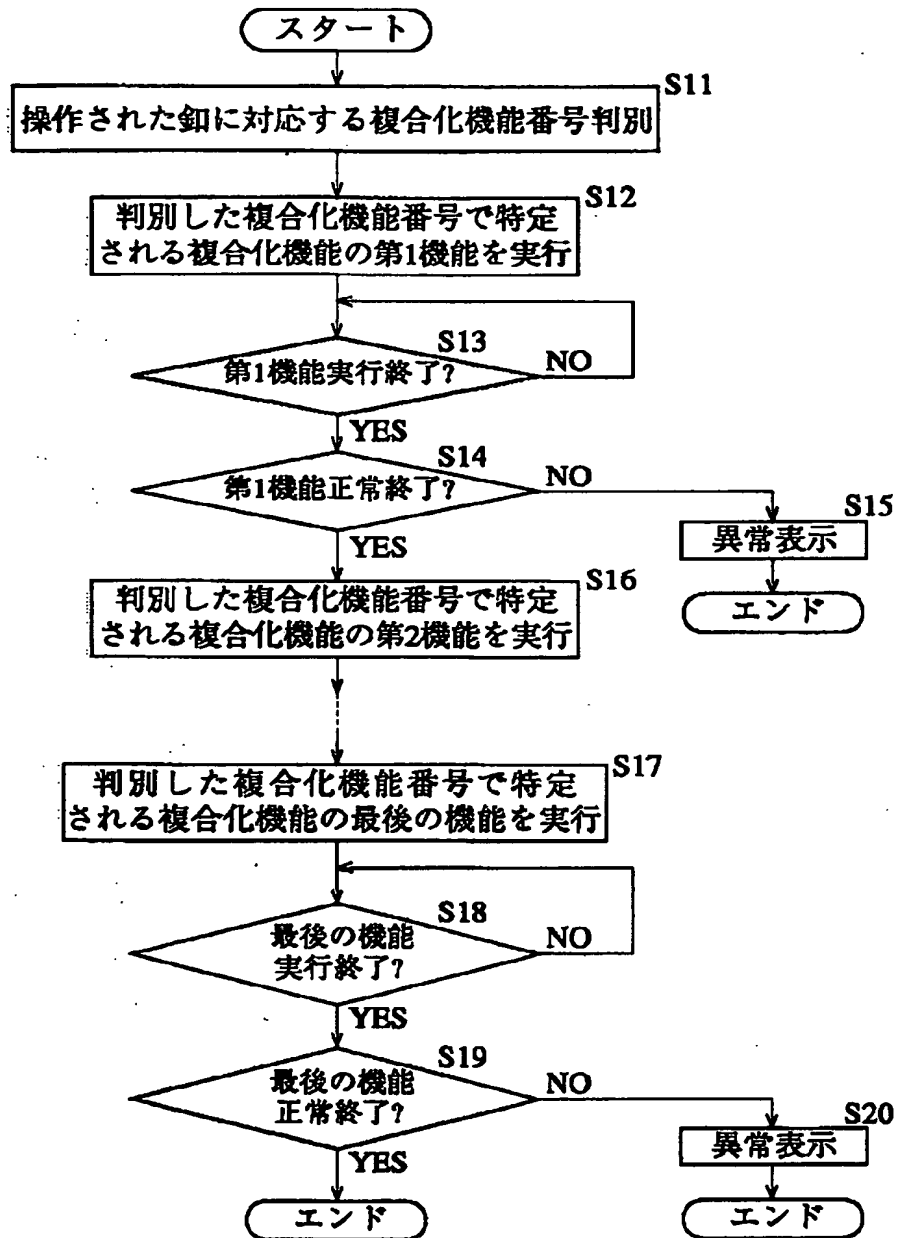 スタート
S11
操作された釦に対応する複合化機能番号判別
S12
判別した複合化機能番号で特定
される複合化機能の第1機能を実行
S13
第1機能実行終了?
NO
YES
S14
第1機能正常終了?
NO
S15
異常表示
エンド
YES
S16
判別した複合化機能番号で特定
される複合化機能の第2機能を実行
S17
判別した複合化機能番号で特定
される複合化機能の最後の機能を実行
S18
最後の機能
実行終了?
NO
YES
S19
最後の機能
正常終了?
NO
S20
異常表示
エンド
YES
エンド